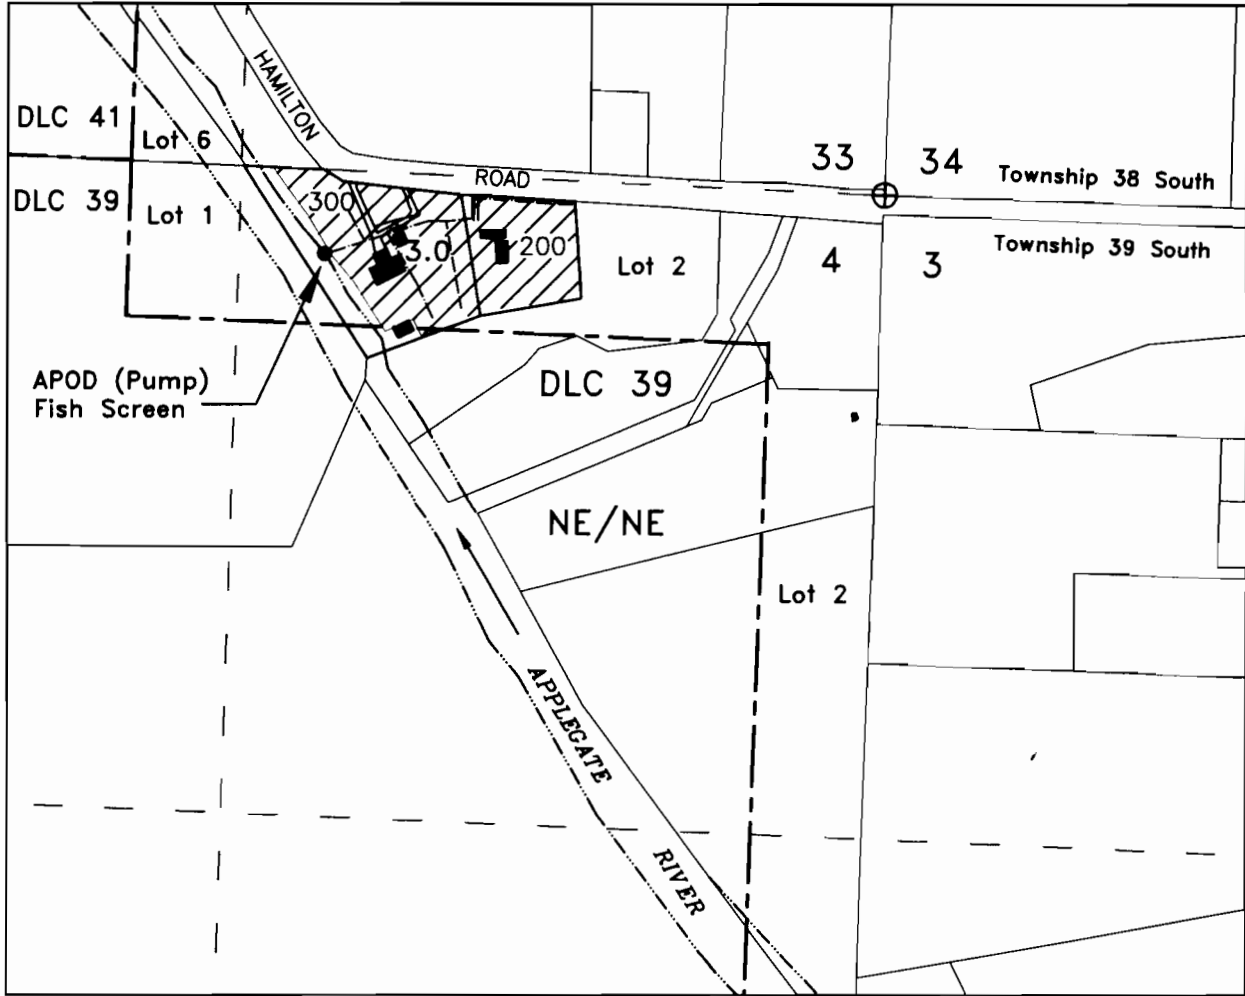 HAMILTON
ROAD
DLC 41
Lot 6
33
34
Township 38 South
DLC 39
Lot 1
300
3.0
200
Lot 2
4
3
Township 39 South
APOD (Pump)
Fish Screen
DLC 39
NE/NE
Lot 2
APPLEGATE
RIVER